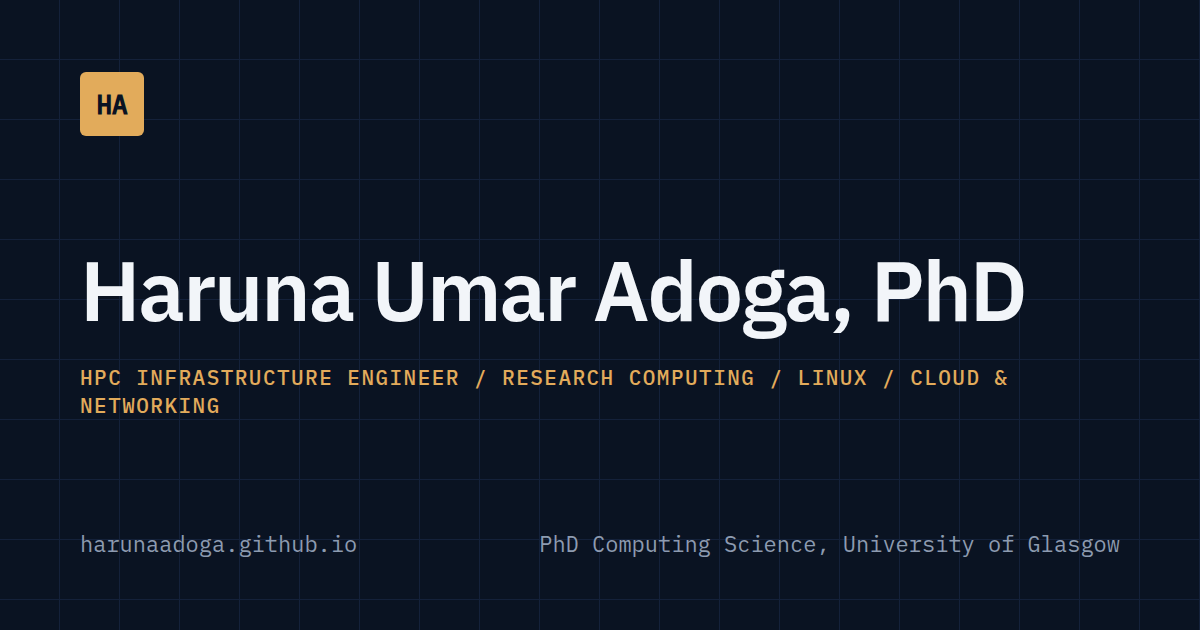 HA
Haruna Umar Adoga, PhD
HPC INFRASTRUCTURE ENGINEER / RESEARCH COMPUTING / LINUX / CLOUD &
NETWORKING
harunaadoga.github.io
PhD Computing Science, University of Glasgow